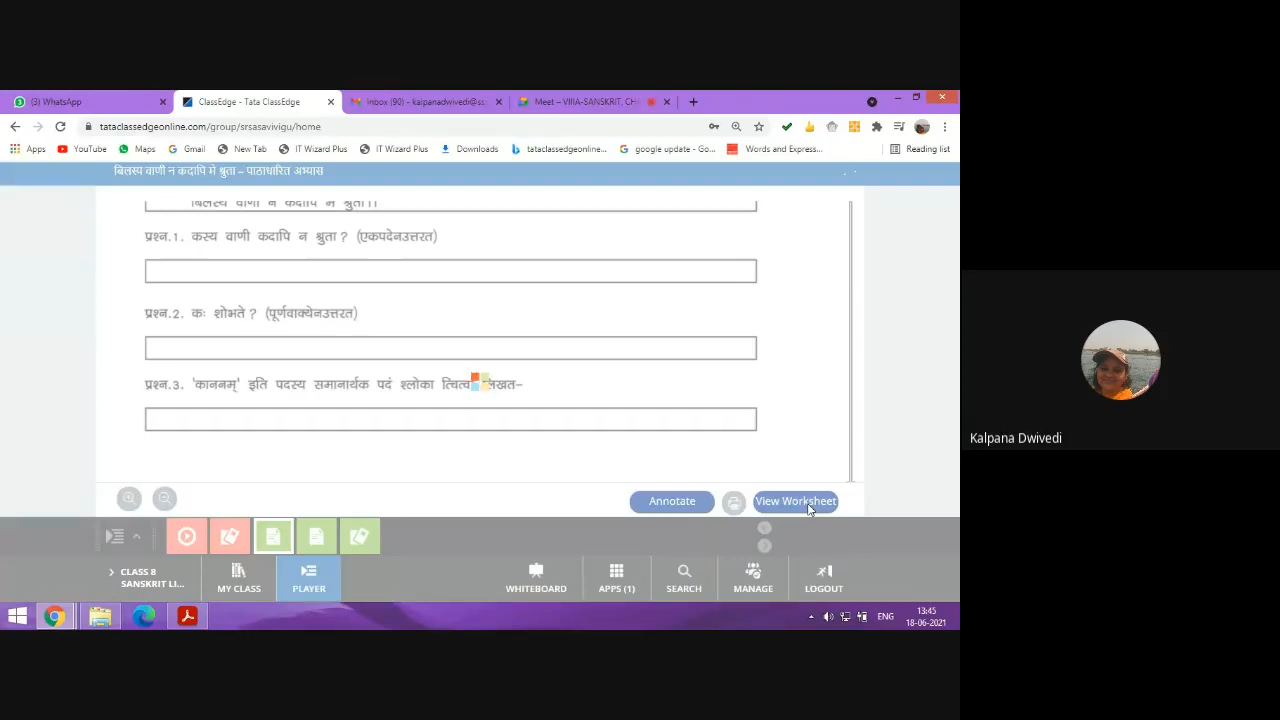 (3) WhatsApp
ClassEdge - Tata ClassEdge
Inbox (90) - kalpanadwivedi@ss
Meet – VIIIA-SANSKRIT, CH
tataclassedgeonline.com/group/srsasavivigu/home
Apps YouTube Maps Gmail New Tab IT Wizard Plus IT Wizard Plus Downloads tataclassedgeonline... google update - Go... Words and Express... Reading list
बिलस्य वाणी न कदापि मे श्रुता – पाठाधारित अभ्यास
बिलस्य वाणी न कदापि मे श्रुता।।
प्रश्न.1. कस्य वाणी कदापि न श्रुता ? (एकपदेनउत्तरत)
प्रश्न.2. कः शोभते ? (पूर्णवाक्येनउत्तरत)
प्रश्न.3. 'काननम्' इति पदस्य समानार्थक पदं श्लोका
Annotate
View Worksheet
Kalpana Dwivedi
CLASS 8
SANSKRIT LI...
MY CLASS
PLAYER
WHITEBOARD
APPS (1)
SEARCH
MANAGE
LOGOUT
ENG
13:45
18-06-2021